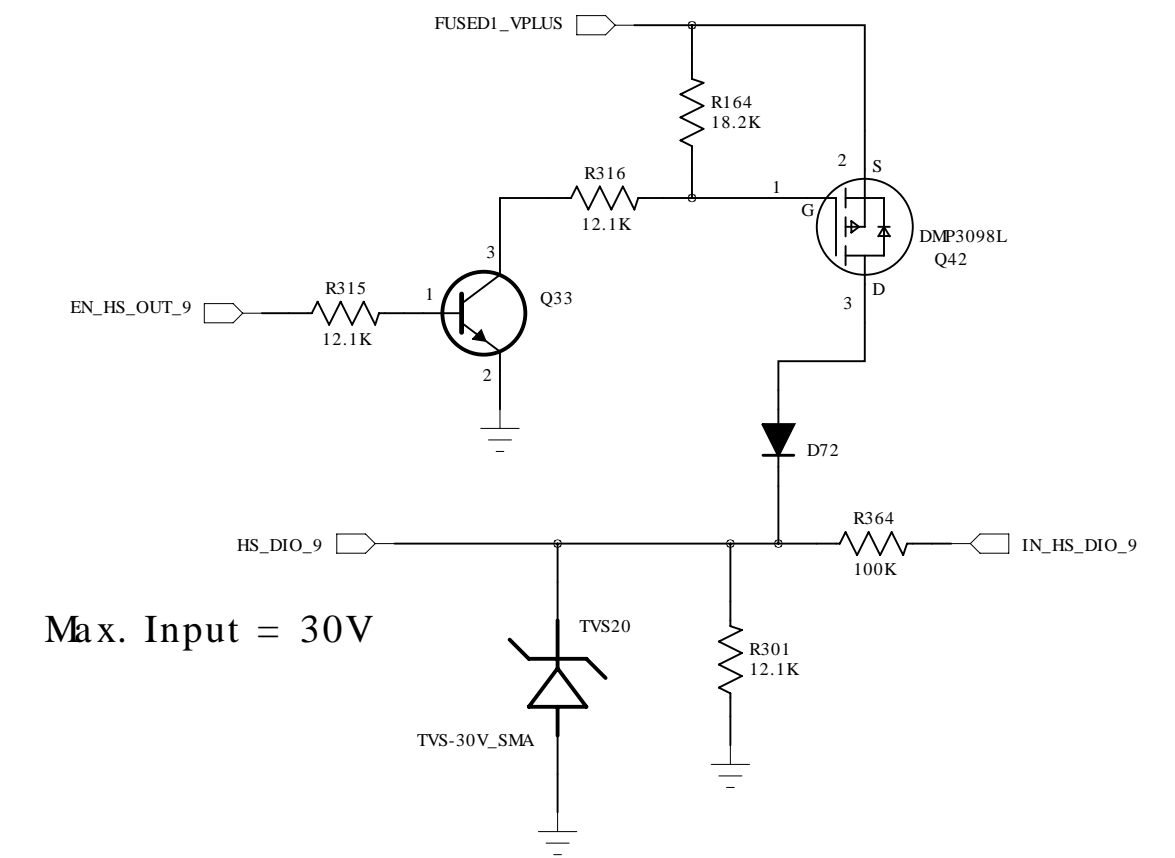 FUSED1_VPLUS
R164
18.2K
2
S
R316
1
G
12.1K
DMP3098L
Q42
3
R315
1
Q33
D
3
EN_HS_OUT_9
12.1K
2
D72
R364
HS_DIO_9
IN_HS_DIO_9
100K
Max. Input = 30V
TVS20
R301
12.1K
TVS-30V_SMA